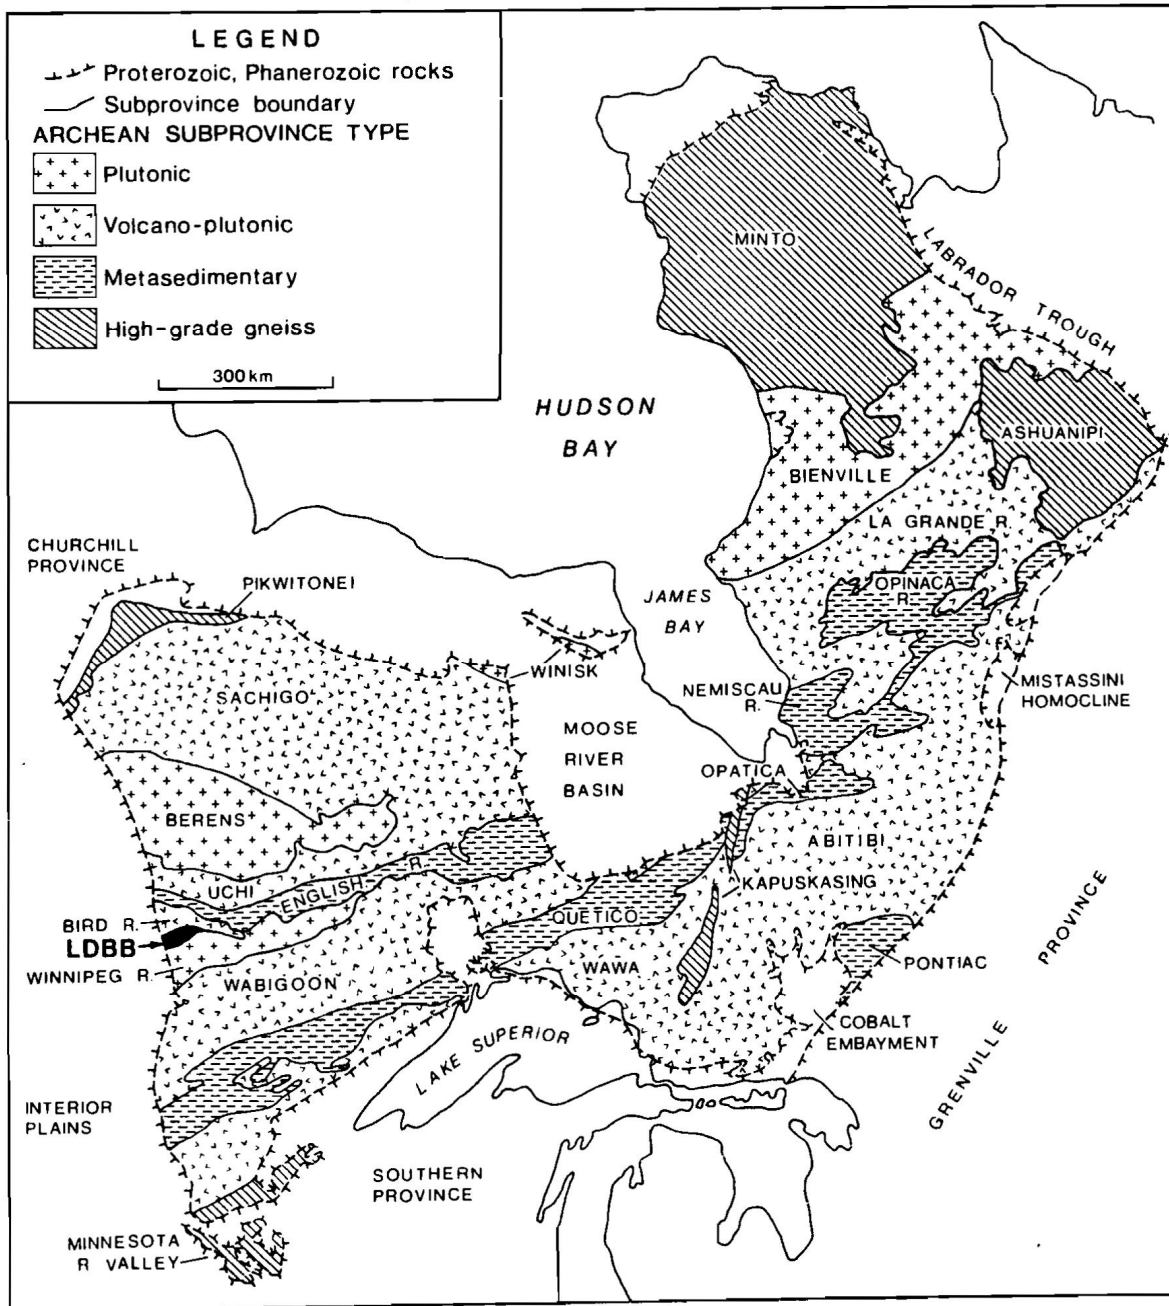 LEGEND
Proterozoic, Phanerozoic rocks
Subprovince boundary
ARCHEAN SUBPROVINCE TYPE
Plutonic
Volcano-plutonic
Metasedimentary
High-grade gneiss
300 km
HUDSON
BAY
MINTO
LABRADOR TROUGH
ASHUANIPI
BIENVILLE
LA GRANDE R.
OPINACA
R.
JAMES
BAY
CHURCHILL
PROVINCE
PIKWITONEI
WINISK
SACHIGO
NEMISCAU
R.
MISTASSINI
HOMOCLINE
MOOSE
RIVER
BASIN
OPATICA
BERENS
ABITIBI
UCHI
ENGLISH R.
KAPUSKASING
BIRD R.
LDBB
WINNIPEG R.
QUETICO
WABIGOON
WAWA
PONTIAC
COBALT
EMBAYMENT
GRENVILLE PROVINCE
LAKE SUPERIOR
INTERIOR
PLAINS
SOUTHERN
PROVINCE
MINNESOTA
R VALLEY